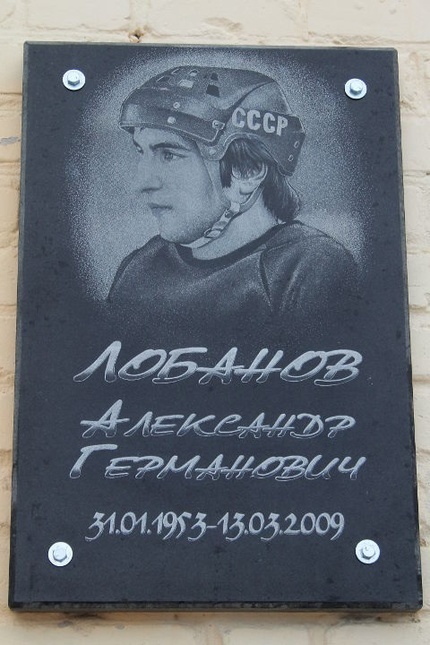 СССР
ЛОБАНОВ
АЛЕКСАНДР
ГЕРМАНОВИЧ
31.01.1953-13.03.2009